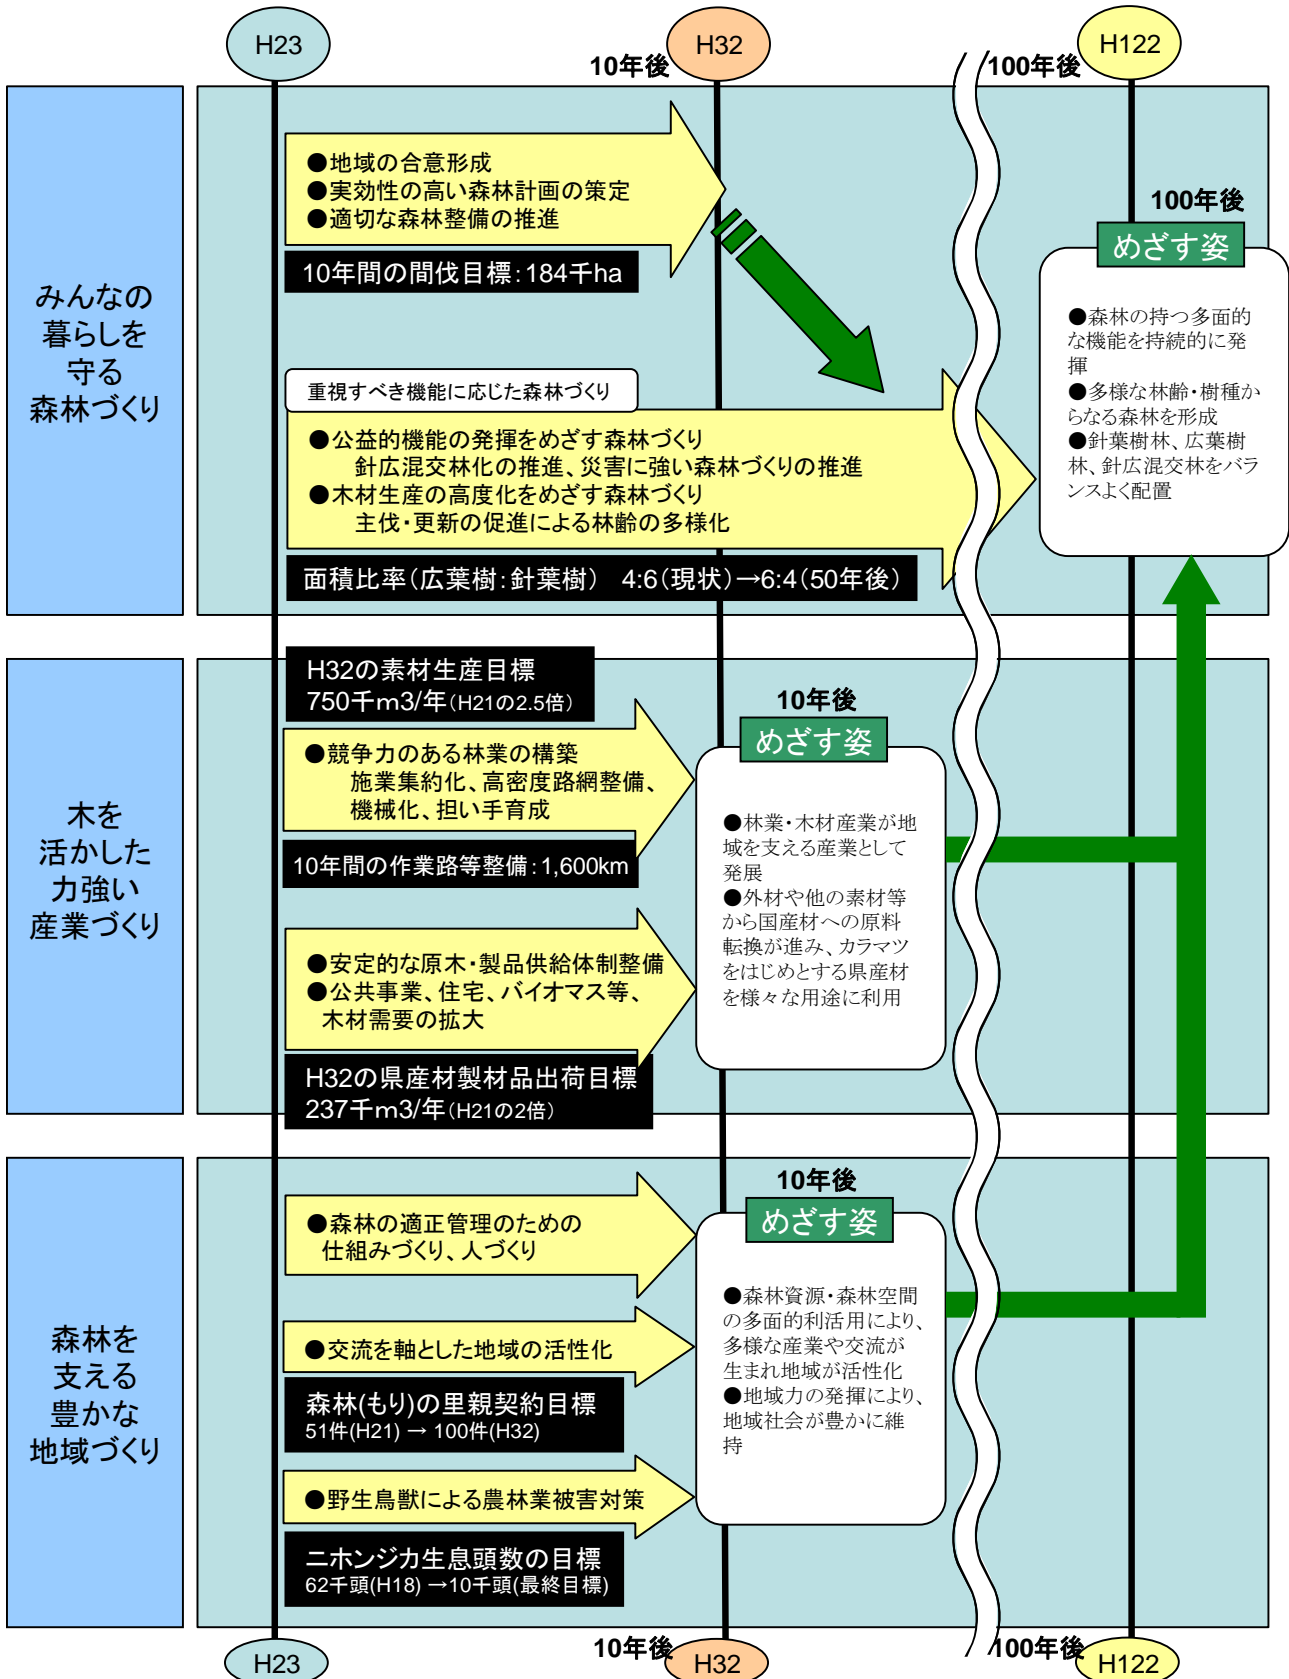 H23
H32
H122
10年後
100年後
みんなの
暮らしを
守る
森林づくり
●地域の合意形成
●実効性の高い森林計画の策定
●適切な森林整備の推進
10年間の間伐目標：184千ha
重視すべき機能に応じた森林づくり
●公益的機能の発揮をめざす森林づくり
針広混交林化の推進、災害に強い森林づくりの推進
●木材生産の高度化をめざす森林づくり
主伐・更新の促進による林齢の多様化
面積比率（広葉樹：針葉樹） 4:6（現状）→6:4（50年後）
100年後
めざす姿
●森林の持つ多面的
な機能を持続的に発
揮
●多様な林齢・樹種か
らなる森林を形成
●針葉樹林、広葉樹
林、針広混交林をバラ
ンスよく配置
木を
活かした
力強い
産業づくり
H32の素材生産目標
750千m3/年（H21の2.5倍）
●競争力のある林業の構築
施業集約化、高密度路網整備、
機械化、担い手育成
10年間の作業路等整備：1,600km
●安定的な原木・製品供給体制整備
●公共事業、住宅、バイオマス等、
木材需要の拡大
H32の県産材製材品出荷目標
237千m3/年（H21の2倍）
10年後
めざす姿
●林業・木材産業が地
域を支える産業として
発展
●外材や他の素材等
から国産材への原料
転換が進み、カラマツ
をはじめとする県産材
を様々な用途に利用
森林を
支える
豊かな
地域づくり
●森林の適正管理のための
仕組みづくり、人づくり
●交流を軸とした地域の活性化
森林(もり)の里親契約目標
51件(H21) → 100件(H32)
●野生鳥獣による農林業被害対策
ニホンジカ生息頭数の目標
62千頭(H18) →10千頭(最終目標)
10年後
めざす姿
●森林資源・森林空間
の多面的利活用により、
多様な産業や交流が
生まれ地域が活性化
●地域力の発揮により、
地域社会が豊かに維
持
H23
10年後
H32
100年後
H122